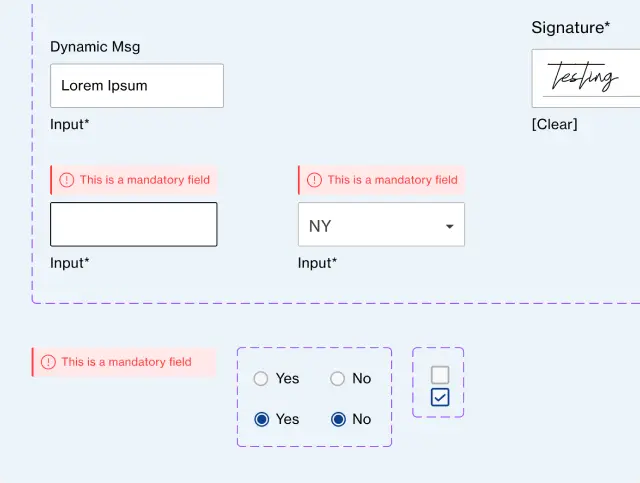 Signature*
Dynamic Msg
Lorem Ipsum
Testing
Input*
[Clear]
This is a mandatory field
This is a mandatory field
NY
Input*
Input*
This is a mandatory field
Yes
No
Yes
No